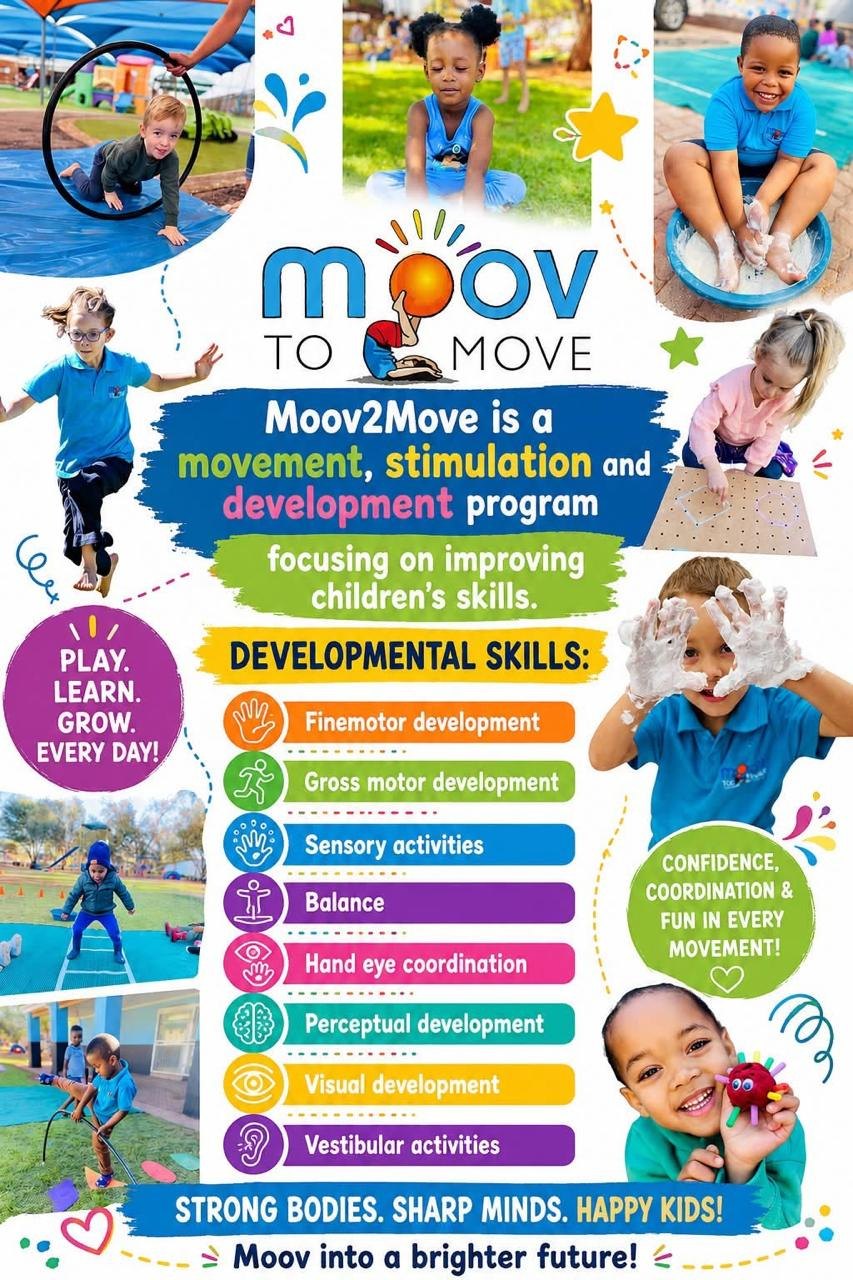 moov
TO MOVE
Moov2Move is a
movement, stimulation and
development program
focusing on improving
children's skills.
PLAY.
LEARN.
GROW.
EVERY DAY!
DEVELOPMENTAL SKILLS:
Finemotor development
Gross motor development
Sensory activities
Balance
Hand eye coordination
Perceptual development
Visual development
Vestibular activities
CONFIDENCE,
COORDINATION &
FUN IN EVERY
MOVEMENT!
STRONG BODIES. SHARP MINDS. HAPPY KIDS!
Moov into a brighter future!